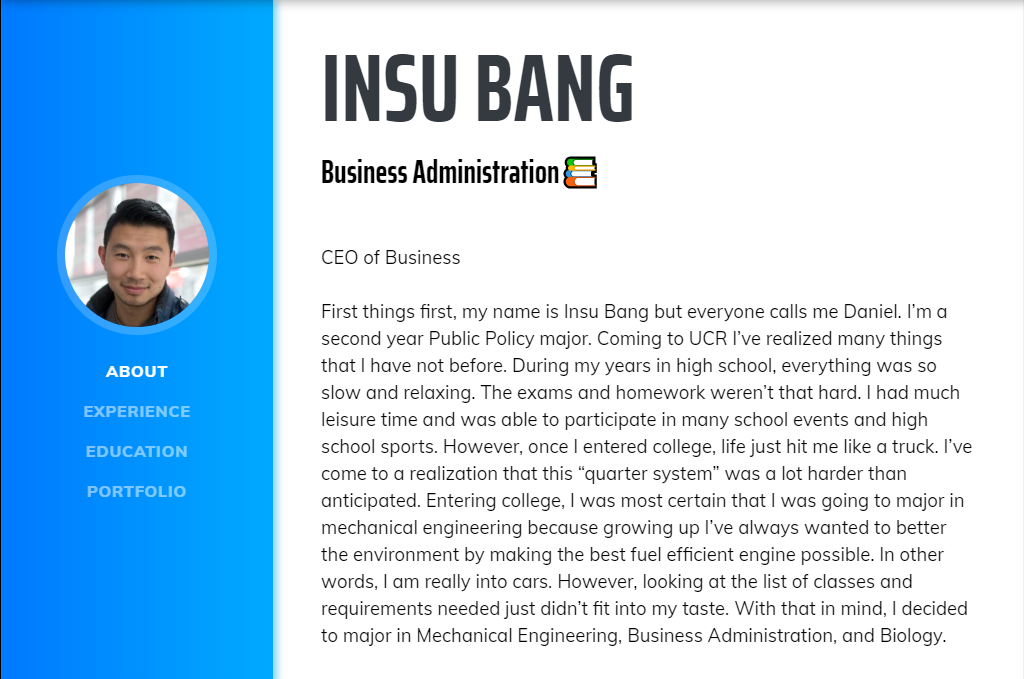 INSU BANG
Business Administration
ABOUT
EXPERIENCE
EDUCATION
PORTFOLIO
CEO of Business
First things first, my name is Insu Bang but everyone calls me Daniel. I’m a
second year Public Policy major. Coming to UCR I’ve realized many things
that I have not before. During my years in high school, everything was so
slow and relaxing. The exams and homework weren’t that hard. I had much
leisure time and was able to participate in many school events and high
school sports. However, once I entered college, life just hit me like a truck. I’ve
come to a realization that this “quarter system” was a lot harder than
anticipated. Entering college, I was most certain that I was going to major in
mechanical engineering because growing up I’ve always wanted to better
the environment by making the best fuel efficient engine possible. In other
words, I am really into cars. However, looking at the list of classes and
requirements needed just didn’t fit into my taste. With that in mind, I decided
to major in Mechanical Engineering, Business Administration, and Biology.